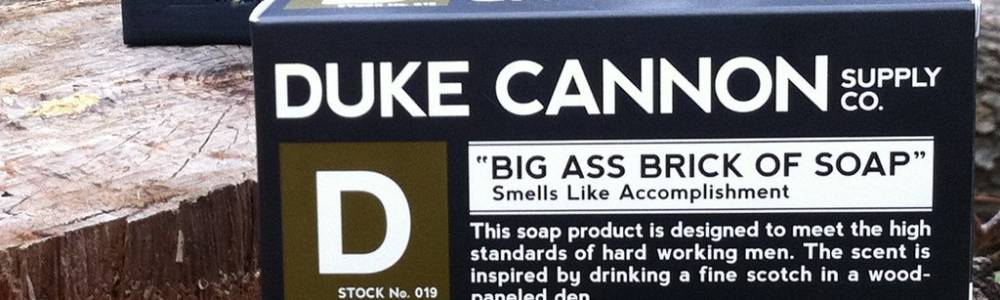 DUKE CANNON SUPPLY CO.
"BIG ASS BRICK OF SOAP"
Smells Like Accomplishment
D
STOCK No. 019
This soap product is designed to meet the high
standards of hard working men. The scent is
inspired by drinking a fine scotch in a wood-
paneled den.